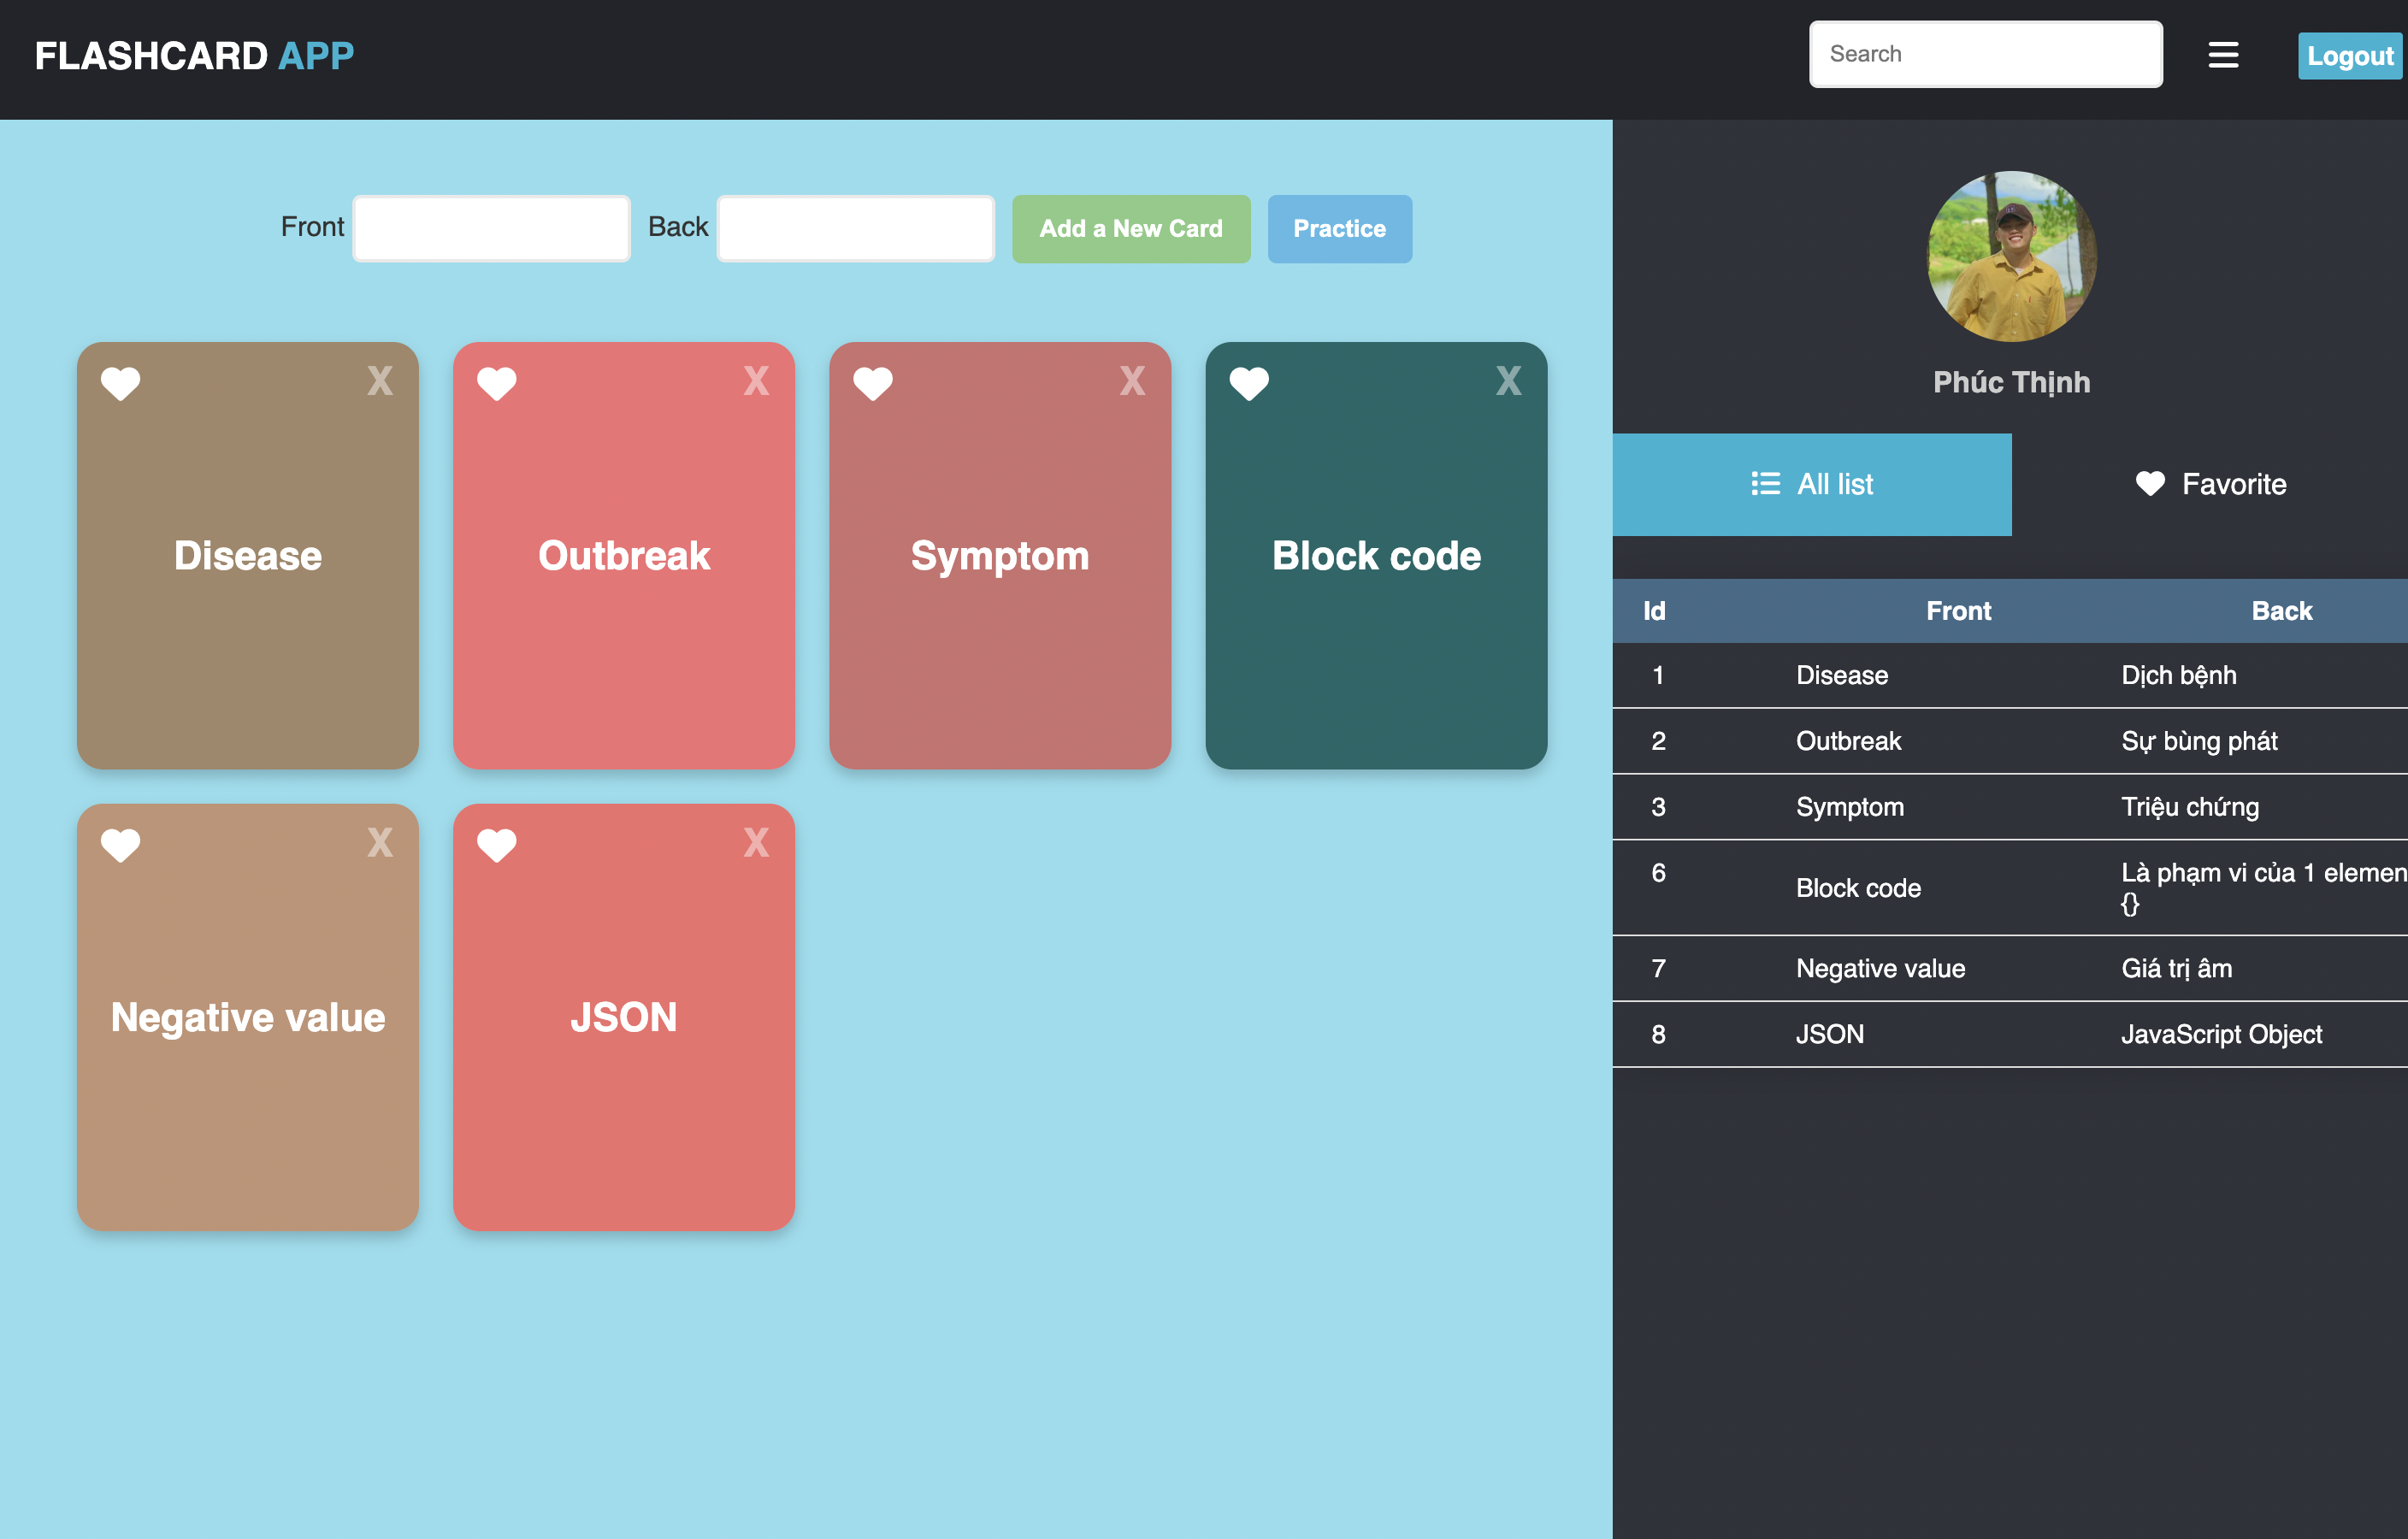 FLASHCARD APP
Search
Logout
Front
Back
Add a New Card
Practice
X
X
X
X
Disease
Outbreak
Symptom
Block code
X
X
Negative value
JSON
Phúc Thịnh
All list
Favorite
Id Front Back
1 Disease Dịch bệnh
2 Outbreak Sự bùng phát
3 Symptom Triệu chứng
6 Block code Là phạm vi của 1 elemen
{}
7 Negative value Giá trị âm
8 JSON JavaScript Object